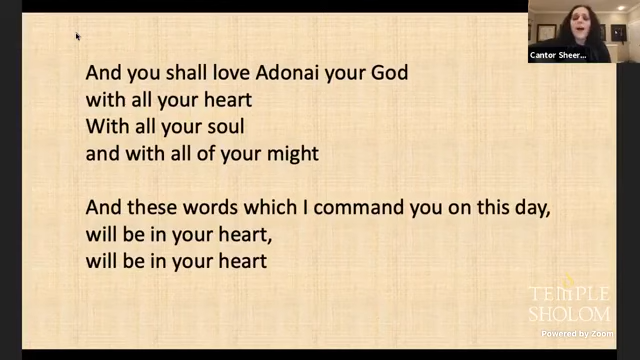 Cantor Sheer...
And you shall love Adonai your God
with all your heart
With all your soul
and with all of your might
And these words which I command you on this day,
will be in your heart,
will be in your heart
TEMPLE
SHOLOM
Powered by Zoom